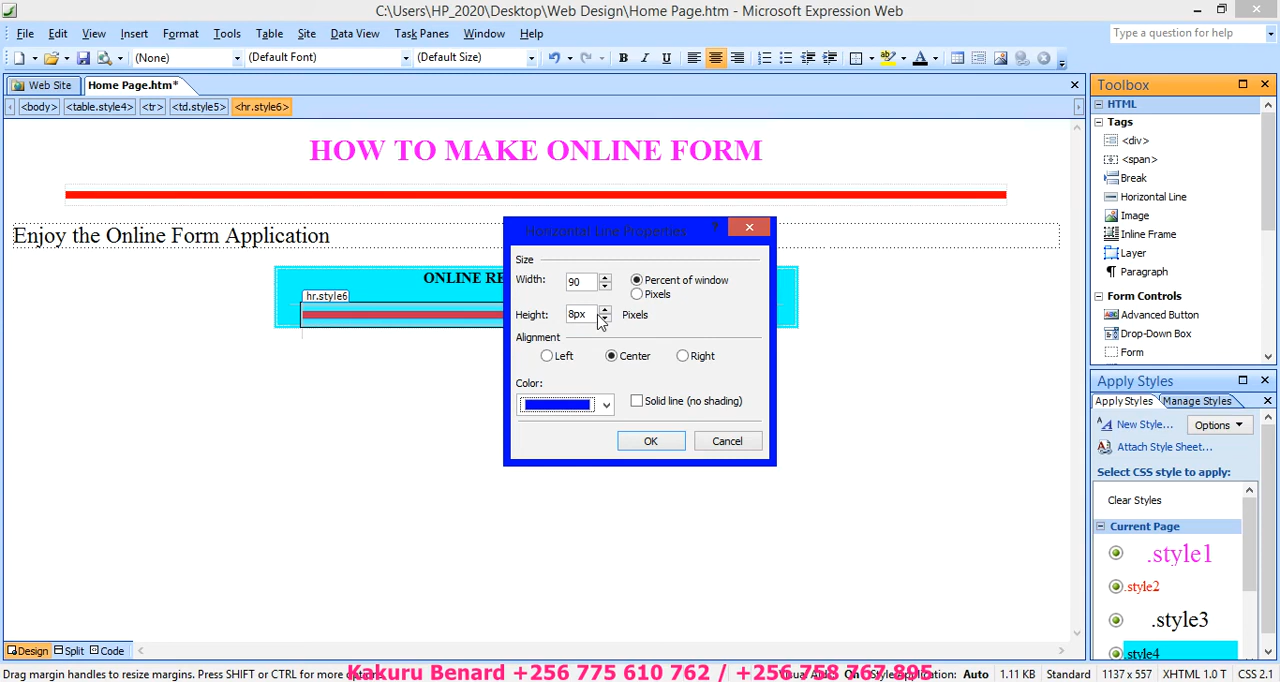 C:\Users\HP_2020\Desktop\Web Design\Home Page.htm - Microsoft Expression Web
File Edit View Insert Format Tools Table Site Data View Task Panes Window Help
Type a question for help
(None) (Default Font) (Default Size) B I U A
Web Site Home Page.htm*
<body> <table.style4> <tr> <td.style5> <hr.style6>
HOW TO MAKE ONLINE FORM
Enjoy the Online Form Application
ONLINE RE
hr.style6
Horizontal Line Properties ?
Size
Width: 90 Percent of window
Pixels
Height: 8px Pixels
Alignment
Left Center Right
Color:
Solid line (no shading)
OK Cancel
Toolbox
HTML
Tags
<div>
<span>
Break
Horizontal Line
Image
Inline Frame
Layer
Paragraph
Form Controls
Advanced Button
Drop-Down Box
Form
Apply Styles
Apply Styles Manage Styles
New Style... Options
Attach Style Sheet...
Select CSS style to apply:
Clear Styles
Current Page
.style1
.style2
.style3
.style4
Design Split Code
Drag margin handles to resize margins. Press SHIFT or CTRL for more
Kakuru Benard +256 775 610 762 / +256 758 767 895
Visual Aids: On Style Application: Auto 1.11 KB Standard 1137 x 557 XHTML 1.0 T CSS 2.1